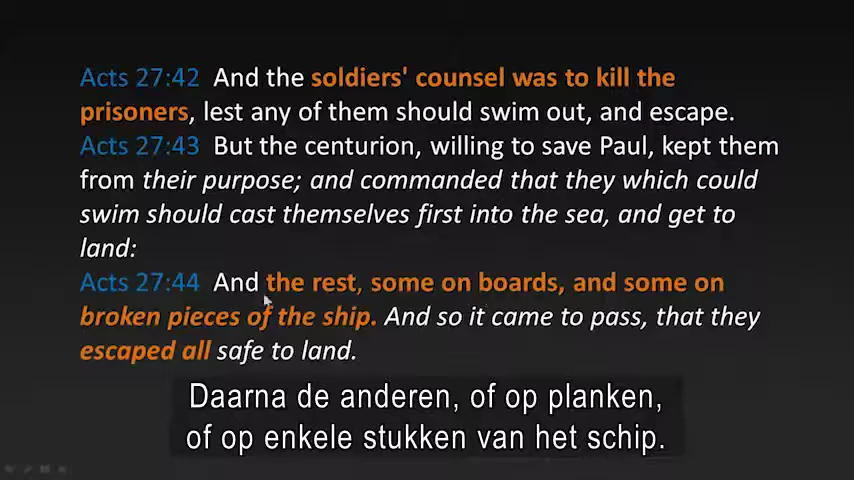 Acts 27:42 And the soldiers' counsel was to kill the
prisoners, lest any of them should swim out, and escape.
Acts 27:43 But the centurion, willing to save Paul, kept them
from their purpose; and commanded that they which could
swim should cast themselves first into the sea, and get to
land:
Acts 27:44 And the rest, some on boards, and some on
broken pieces of the ship. And so it came to pass, that they
escaped all safe to land.
Daarna de anderen, of op planken,
of op enkele stukken van het schip.